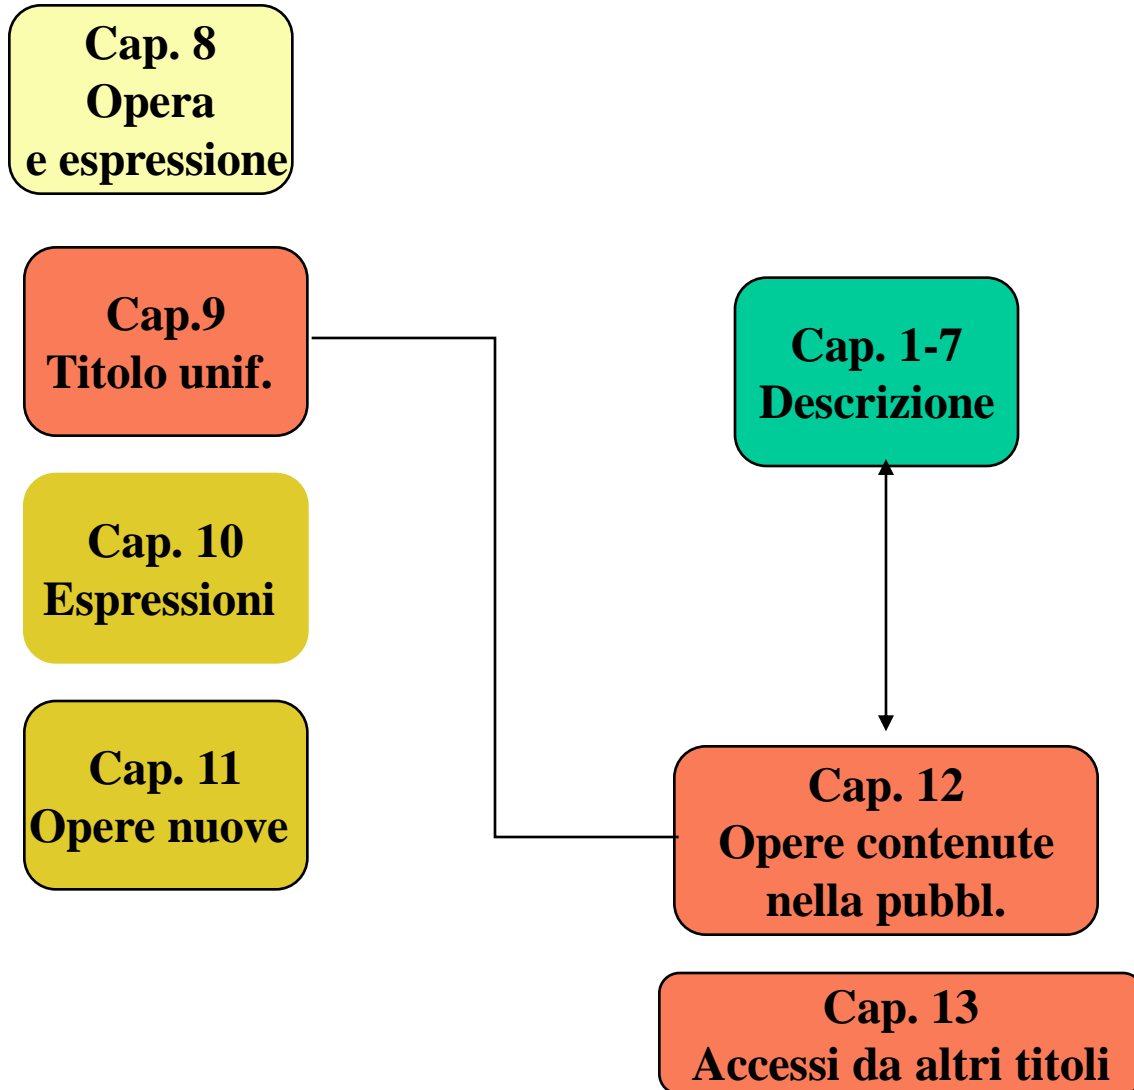 Cap. 8
Opera
e espressione
Cap.9
Titolo unif.
Cap. 10
Espressioni
Cap. 11
Opere nuove
Cap. 1-7
Descrizione
Cap. 12
Opere contenute
nella pubbl.
Cap. 13
Accessi da altri titoli